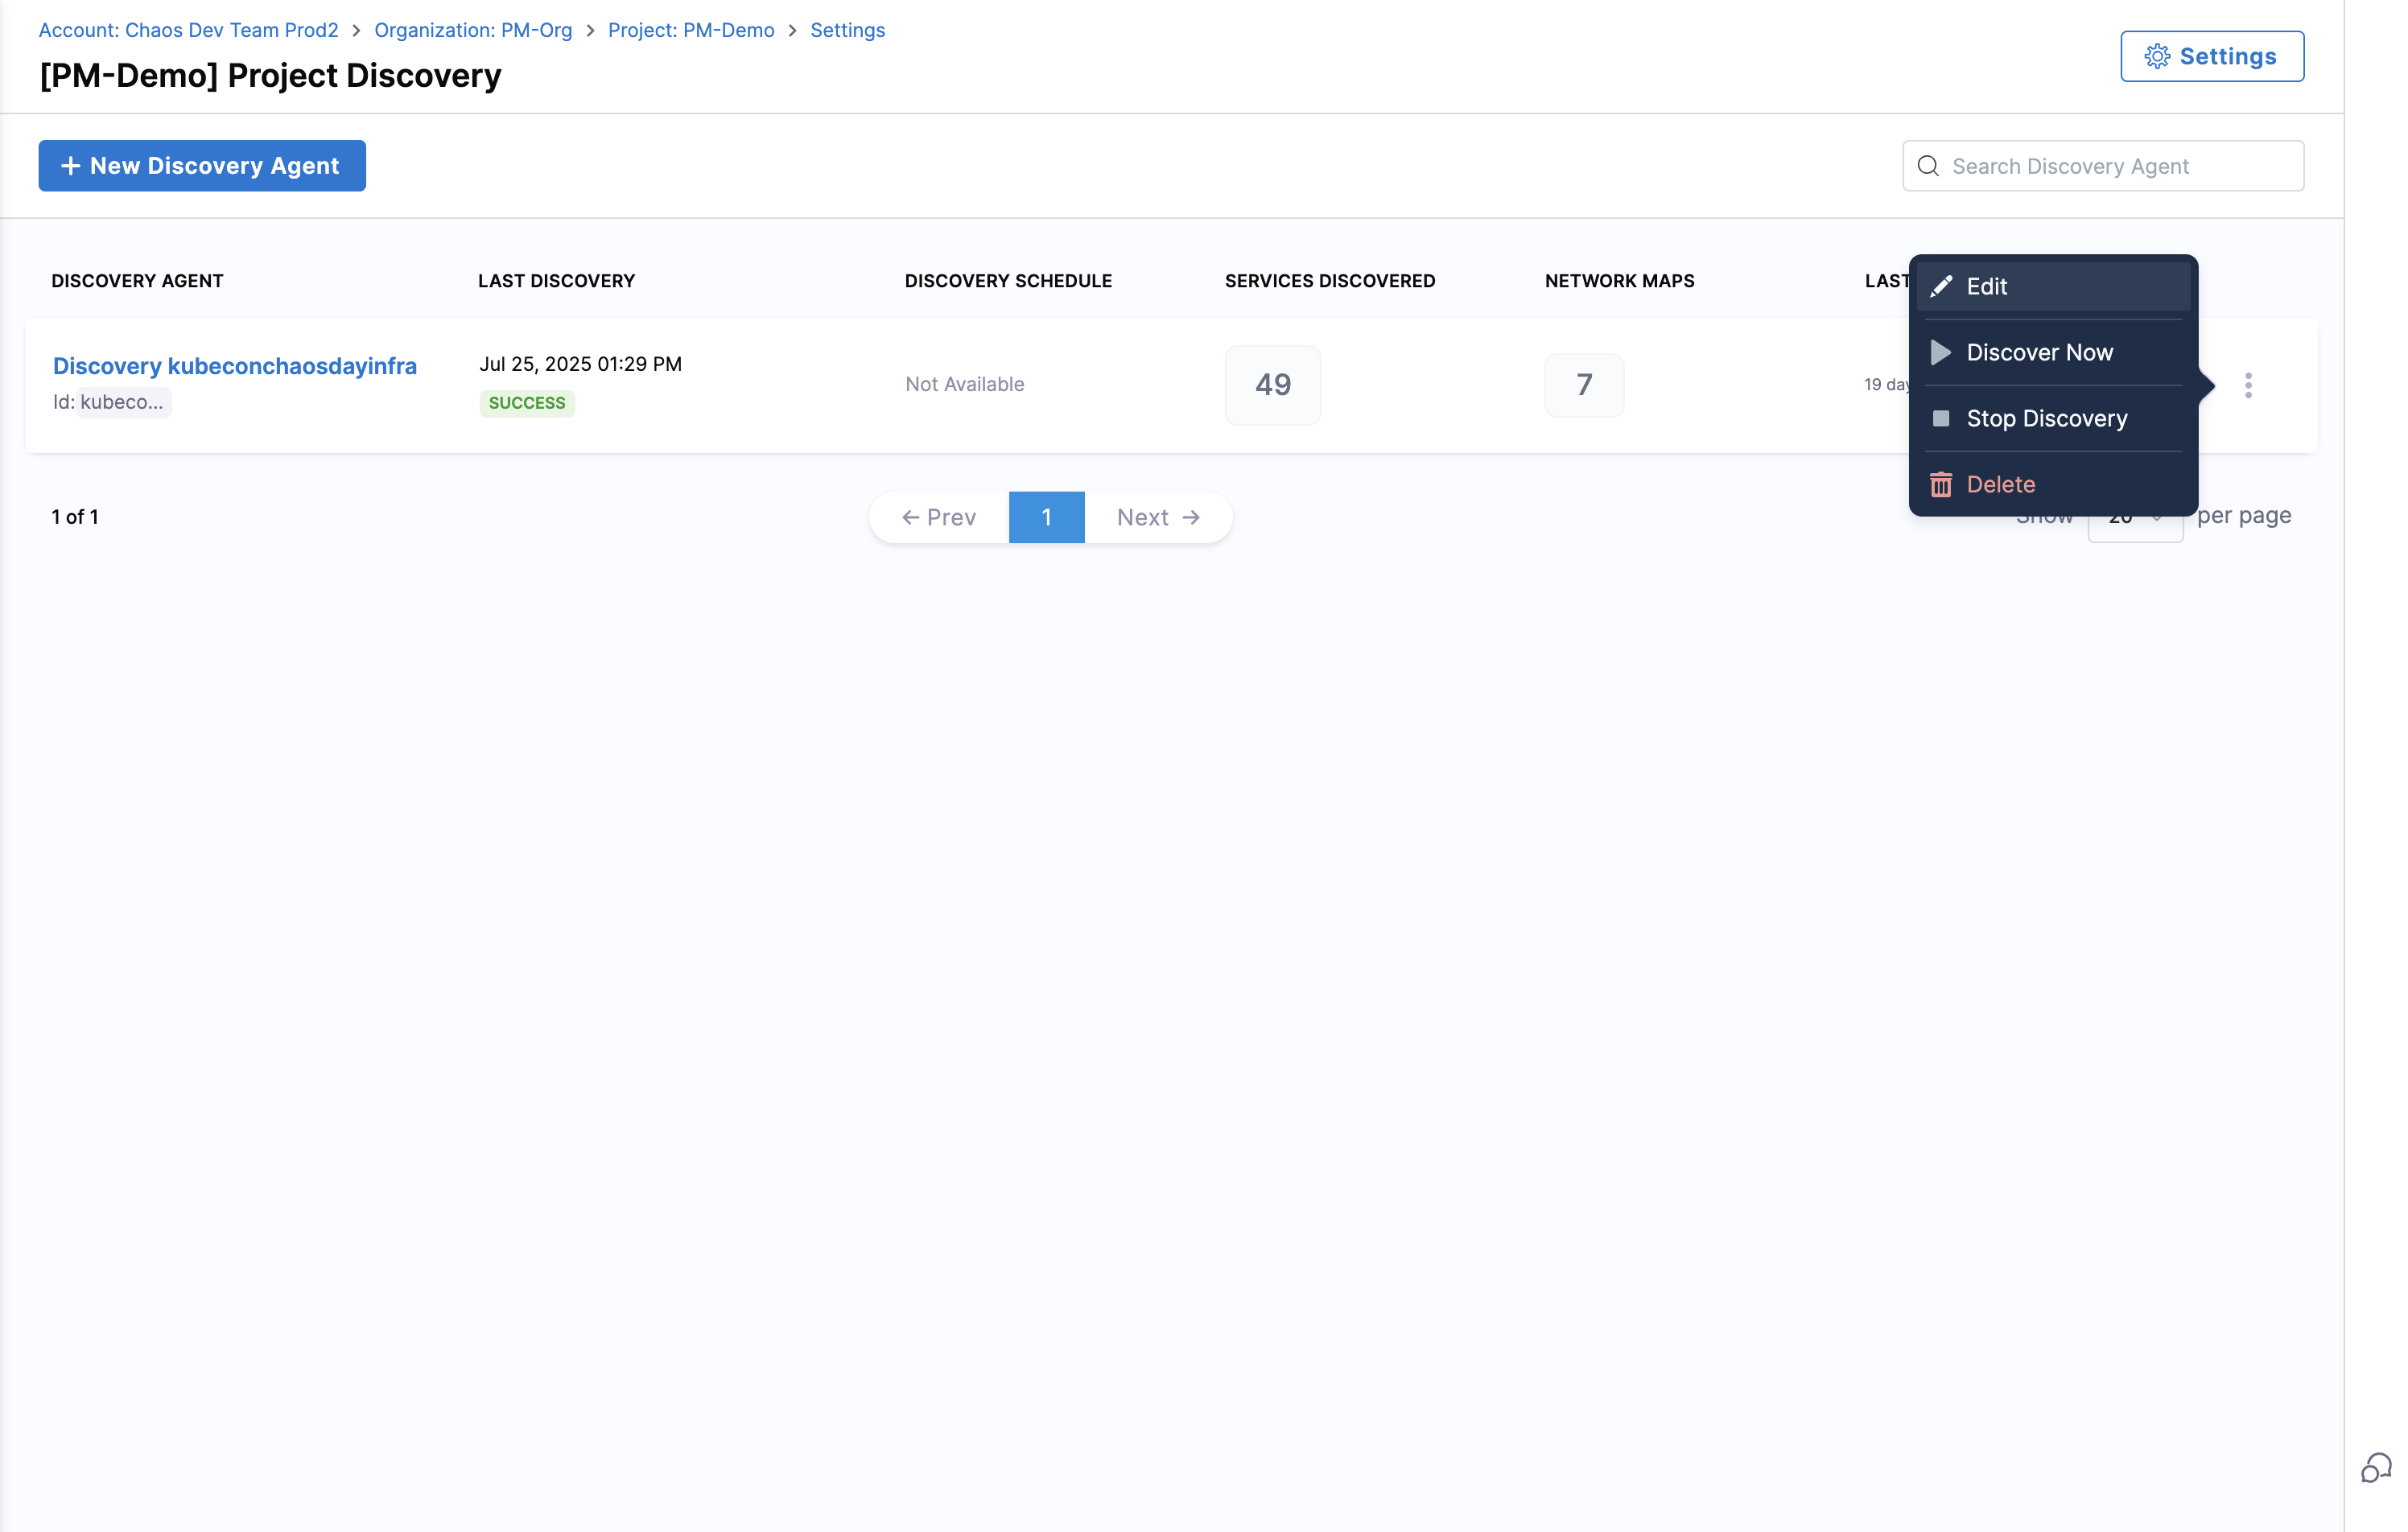 Account: Chaos Dev Team Prod2 > Organization: PM-Org > Project: PM-Demo > Settings
[PM-Demo] Project Discovery
Settings
+ New Discovery Agent
Search Discovery Agent
DISCOVERY AGENT LAST DISCOVERY DISCOVERY SCHEDULE SERVICES DISCOVERED NETWORK MAPS LAST
Discovery kubeconchaosdayinfra
Id: kubeco...
Jul 25, 2025 01:29 PM
SUCCESS
Not Available
49
7
19 day
Edit
Discover Now
Stop Discovery
Delete
1 of 1
← Prev 1 Next →
Show 20 per page